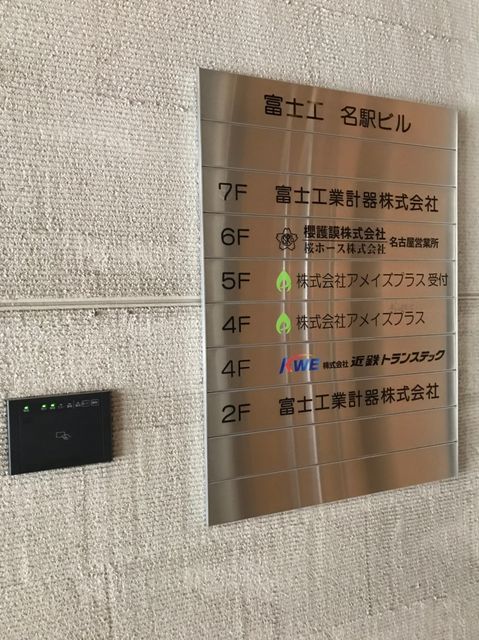 富士工 名駅ビル
7F 富士工業計器株式会社
6F 櫻護謨株式会社 名古屋営業所
桜ホース株式会社
5F 株式会社アメイズプラス 受付
4F 株式会社アメイズプラス
4F KWE 株式会社 近鉄トランステック
2F 富士工業計器株式会社